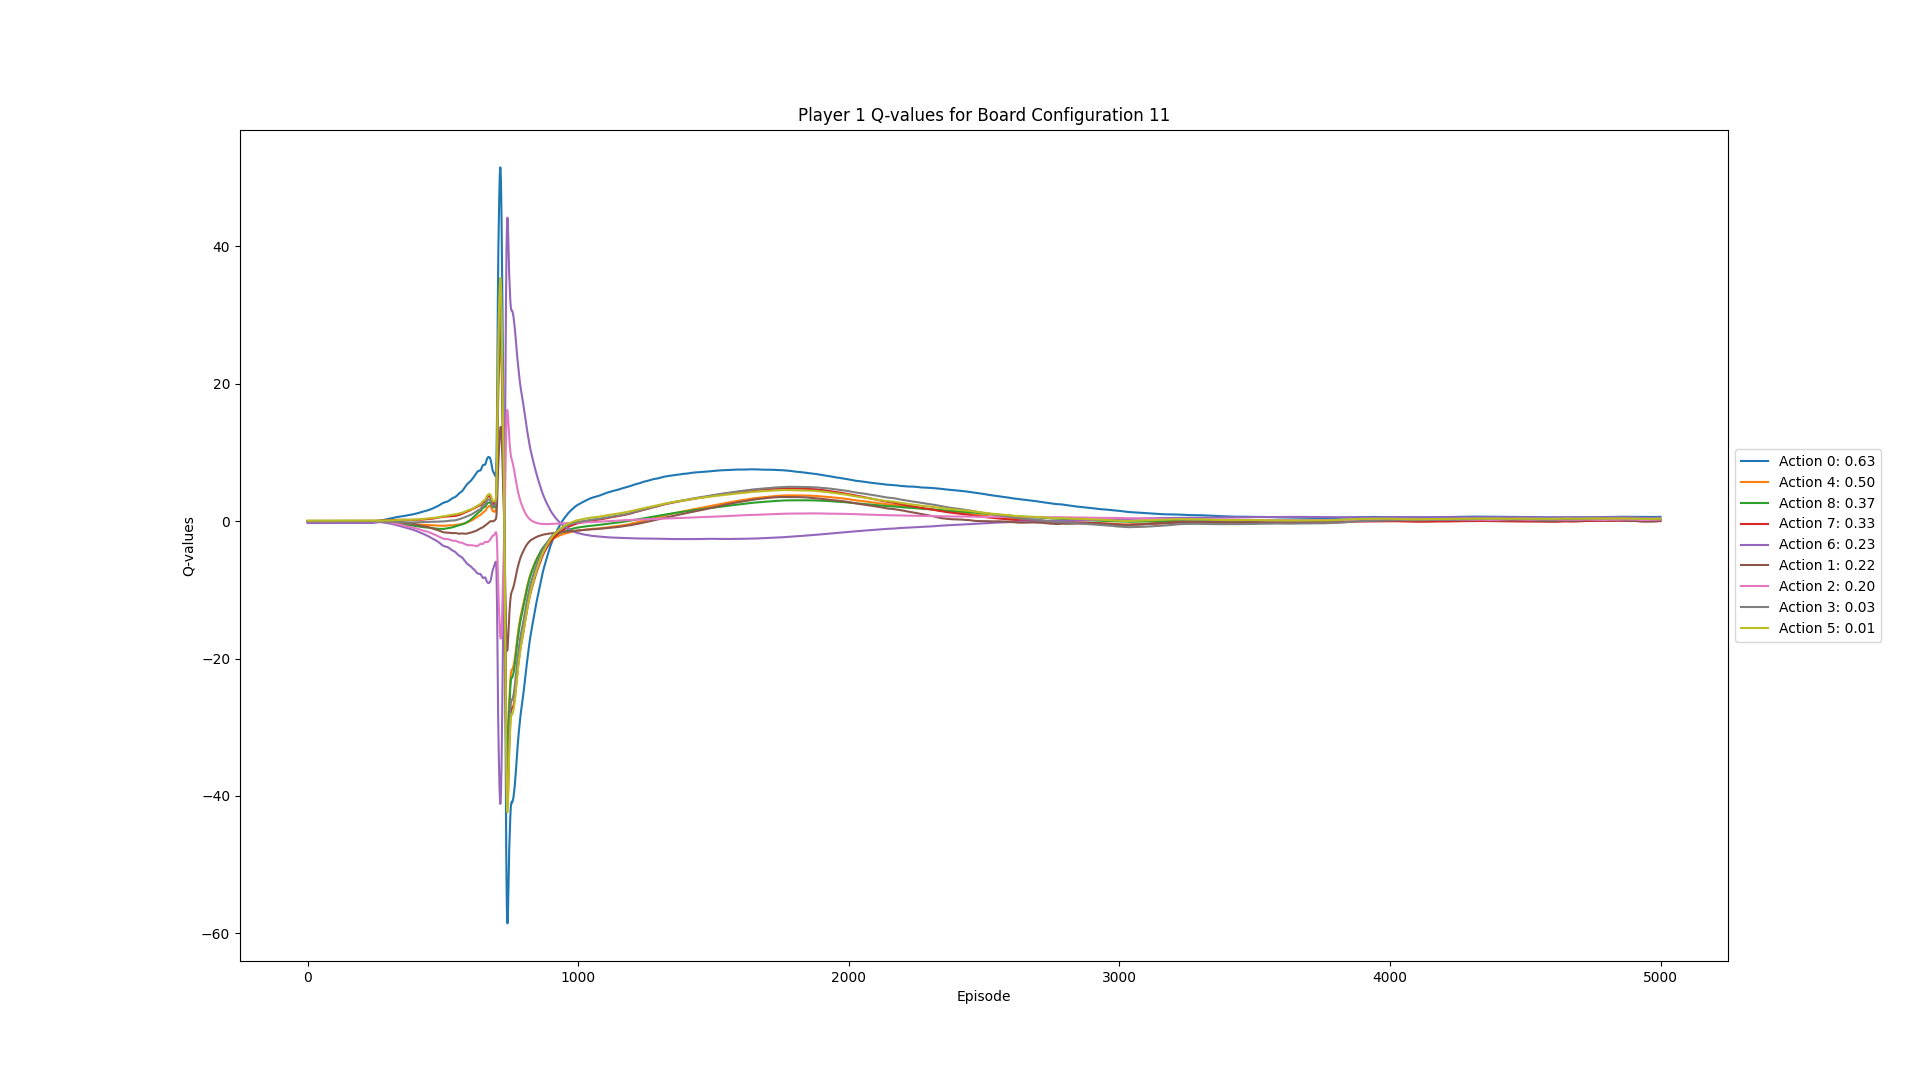 Player 1 Q-values for Board Configuration 11
40
20
0
−20
−40
−60
Q-values
0
1000
2000
3000
4000
5000
Episode
Action 0: 0.63
Action 4: 0.50
Action 8: 0.37
Action 7: 0.33
Action 6: 0.23
Action 1: 0.22
Action 2: 0.20
Action 3: 0.03
Action 5: 0.01